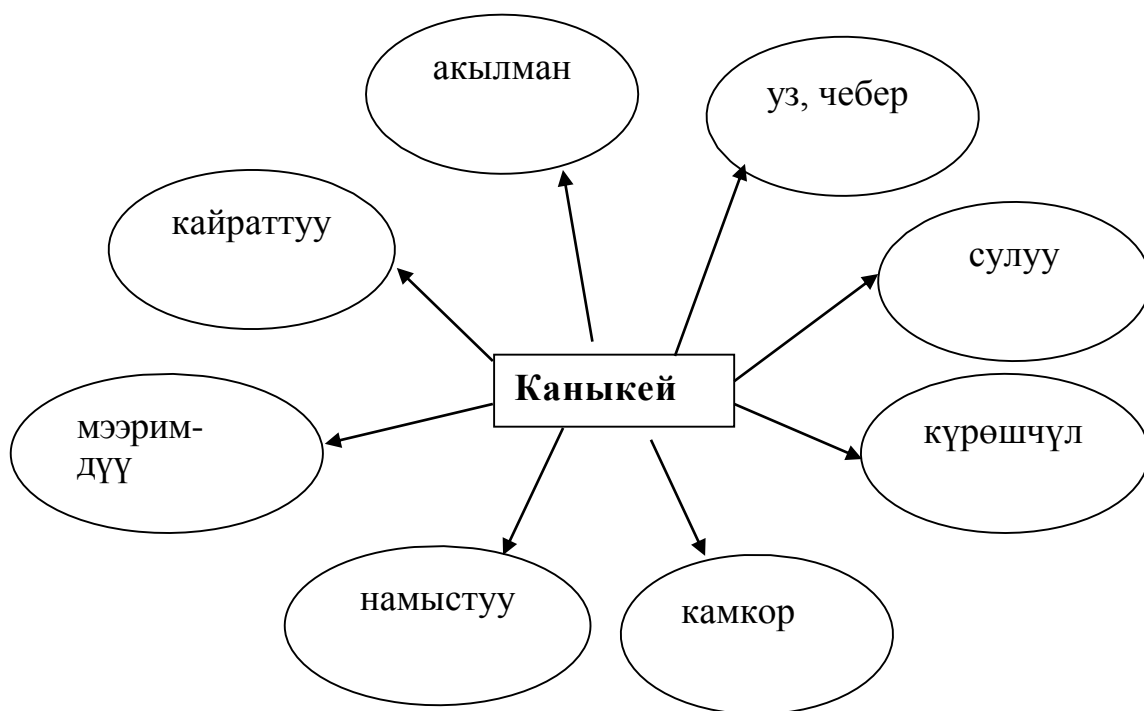 акылман
уз, чебер
кайраттуу
сулуу
Каныкей
мээрим-
дүү
күрөшчүл
намыстуу
камкор